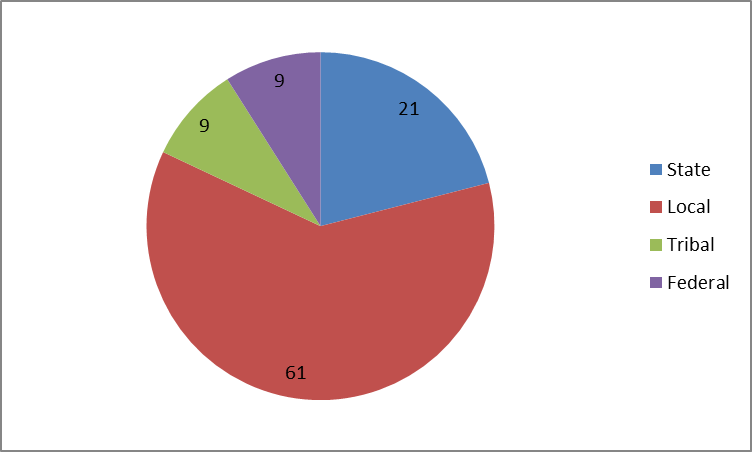 9
21
9
61
State
Local
Tribal
Federal